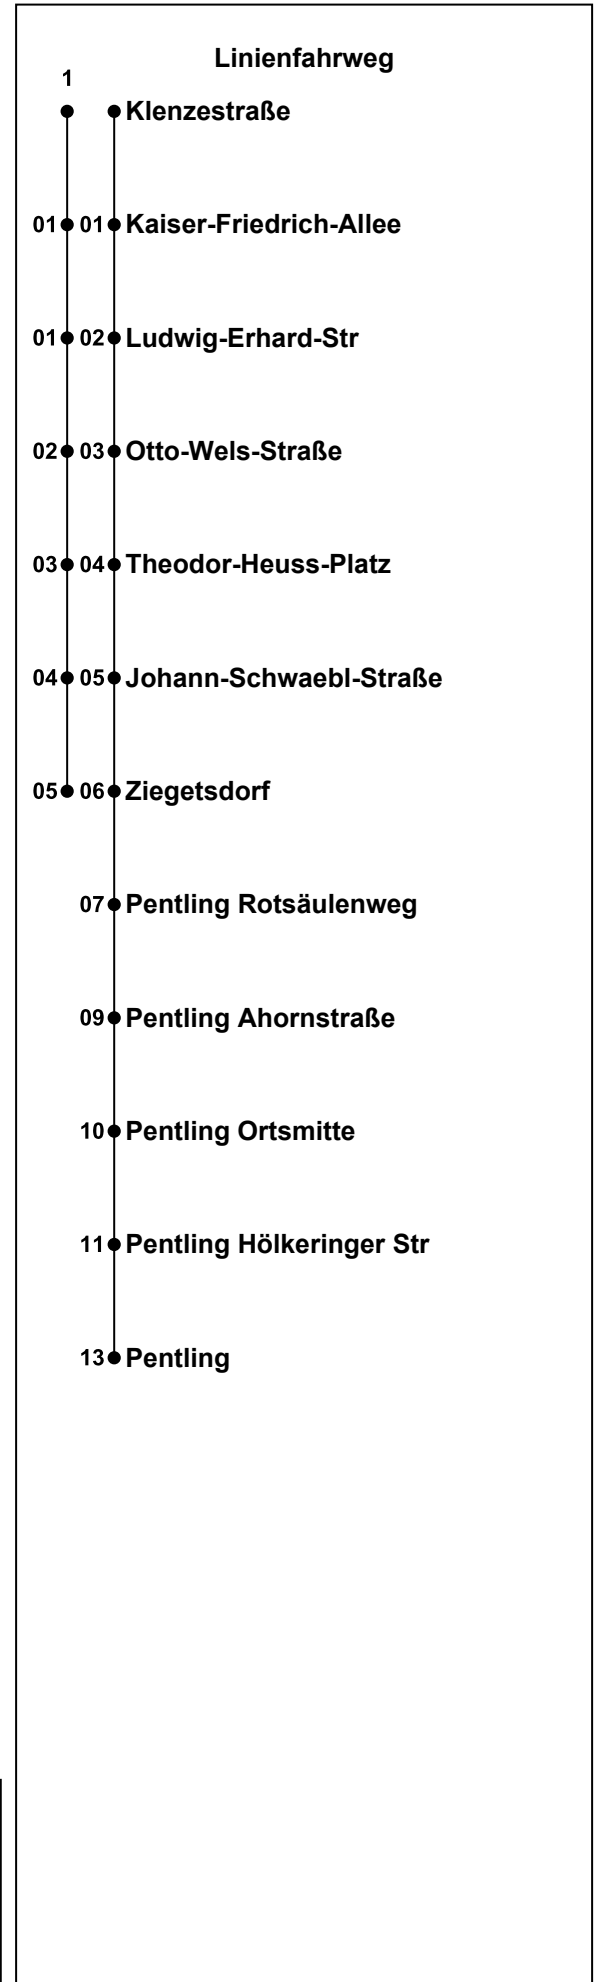 Linienfahrweg
1
Klenzestraße
01 01 Kaiser-Friedrich-Allee
01 02 Ludwig-Erhard-Str
02 03 Otto-Wels-Straße
03 04 Theodor-Heuss-Platz
04 05 Johann-Schwaebl-Straße
05 06 Ziegetsdorf
07 Pentling Rotsäulenweg
09 Pentling Ahornstraße
10 Pentling Ortsmitte
11 Pentling Hölkeringer Str
13 Pentling